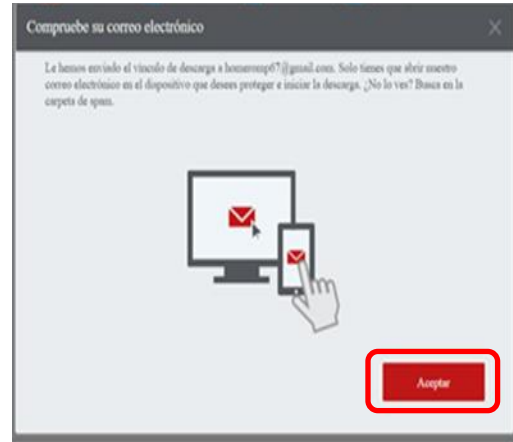 Compruebe su correo electrónico
Le hemos enviado el vínculo de descarga a homeromp67@gmail.com. Solo tienes que abrir nuestro
correo electrónico en el dispositivo que desees proteger e iniciar la descarga. ¿No lo ves? Busca en la
carpeta de spam.
Aceptar